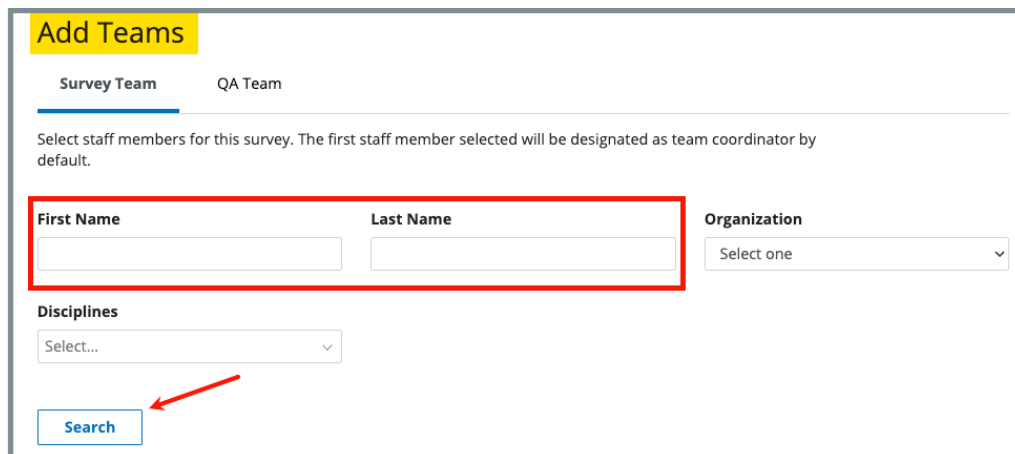 Add Teams
Survey Team
QA Team
Select staff members for this survey. The first staff member selected will be designated as team coordinator by
default.
First Name
Last Name
Organization
Select one
Disciplines
Select...
Search